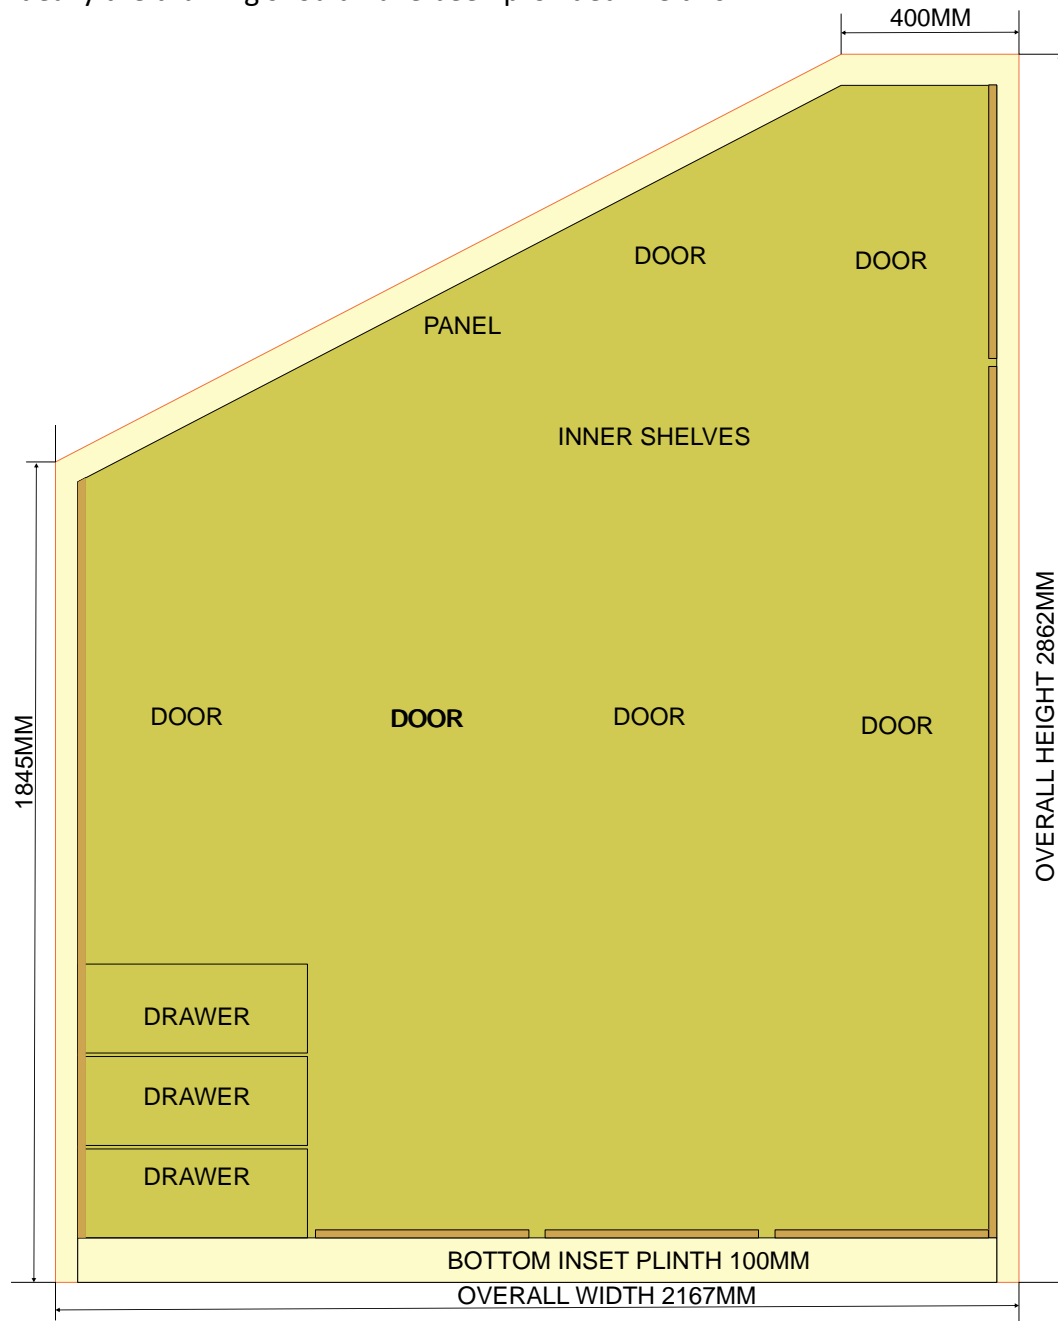 400MM
DOOR
DOOR
PANEL
INNER SHELVES
DOOR
DOOR
DOOR
DOOR
1845MM
OVERALL HEIGHT 2862MM
DRAWER
DRAWER
DRAWER
BOTTOM INSET PLINTH 100MM
OVERALL WIDTH 2167MM